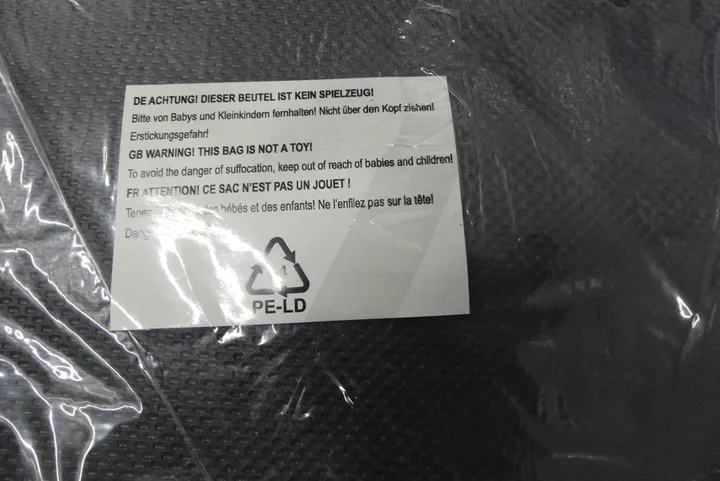 DE ACHTUNG! DIESER BEUTEL IST KEIN SPIELZEUG!
Bitte von Babys und Kleinkindern fernhalten! Nicht über den Kopf ziehen!
Erstickungsgefahr!
GB WARNING! THIS BAG IS NOT A TOY!
To avoid the danger of suffocation, keep out of reach of babies and children!
FR ATTENTION! CE SAC N'EST PAS UN JOUET !
Tenez bébés et des enfants! Ne l'enfilez pas sur la tête!
4
PE-LD